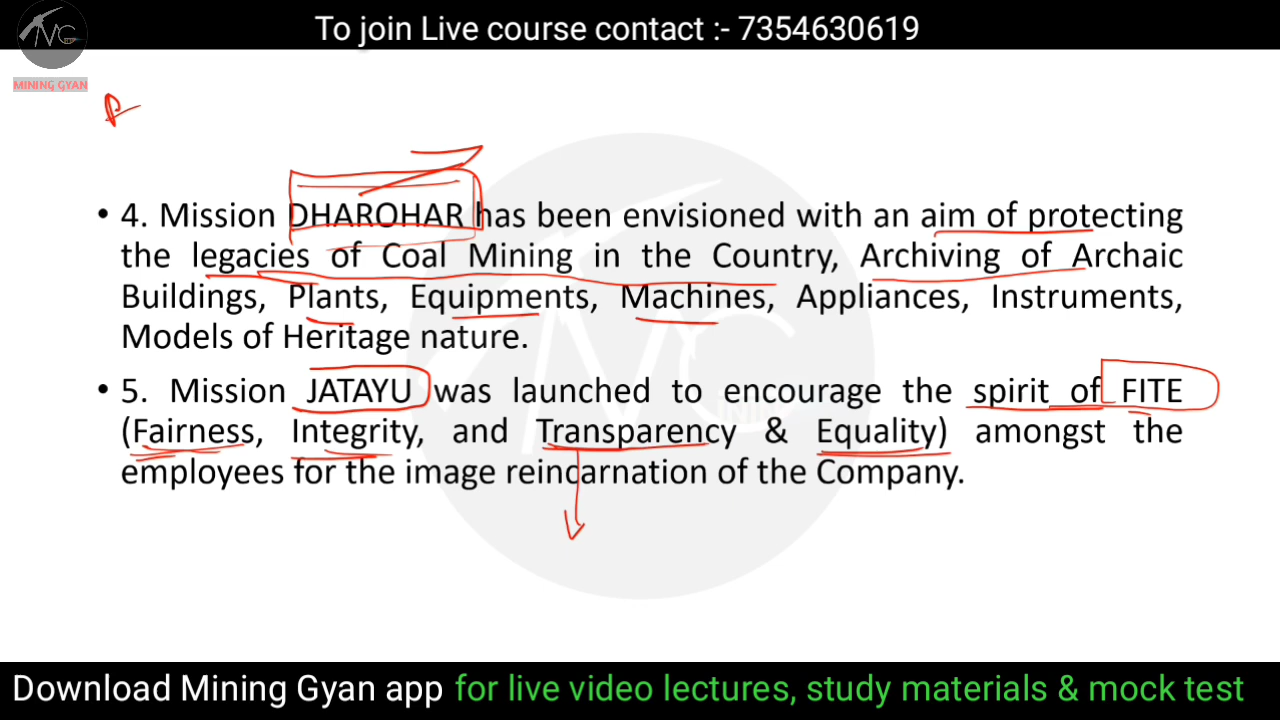 To join Live course contact :- 7354630619
MINING GYAN
• 4. Mission DHAROHAR has been envisioned with an aim of protecting
the legacies of Coal Mining in the Country, Archiving of Archaic
Buildings, Plants, Equipments, Machines, Appliances, Instruments,
Models of Heritage nature.
• 5. Mission JATAYU was launched to encourage the spirit of FITE
(Fairness, Integrity, and Transparency & Equality) amongst the
employees for the image reincarnation of the Company.
Download Mining Gyan app for live video lectures, study materials & mock test